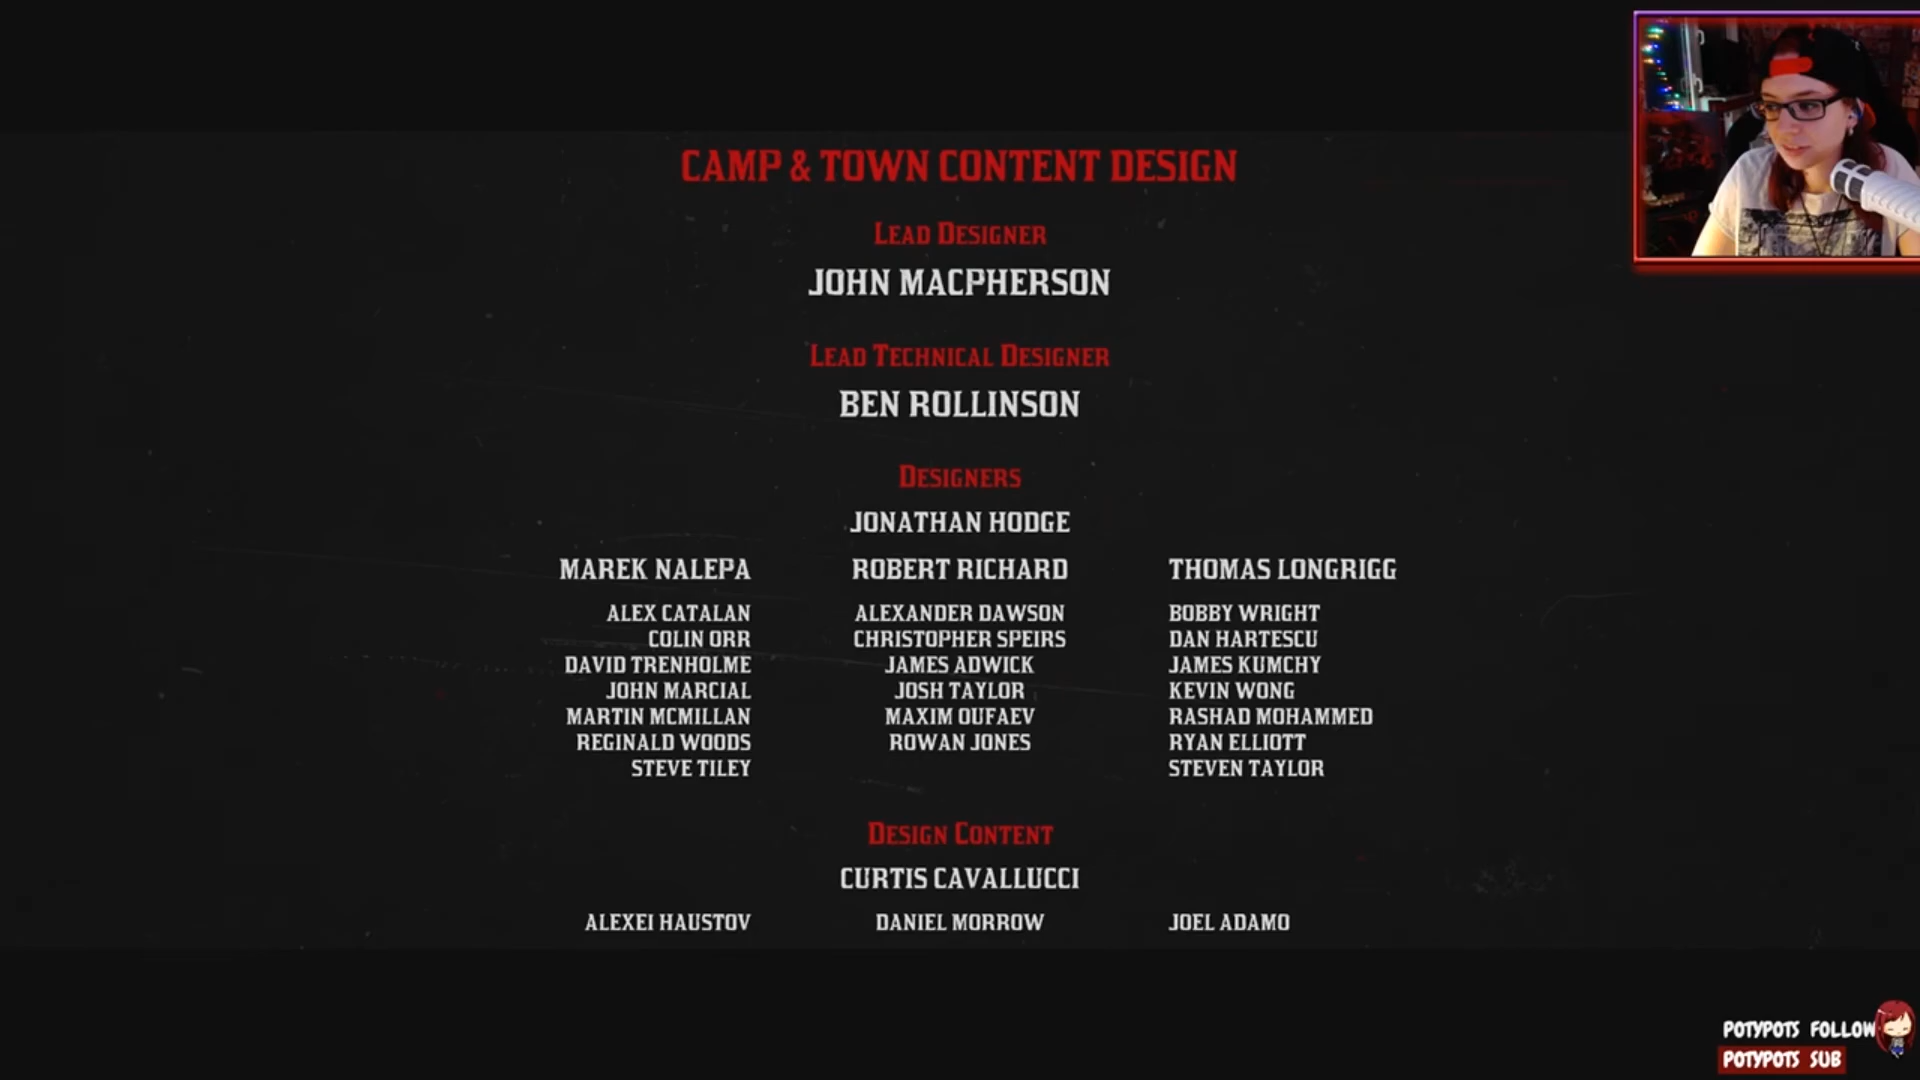 CAMP & TOWN CONTENT DESIGN
LEAD DESIGNER
JOHN MACPHERSON
LEAD TECHNICAL DESIGNER
BEN ROLLINSON
DESIGNERS
JONATHAN HODGE
MAREK NALEPA ROBERT RICHARD THOMAS LONGRIGG
ALEX CATALAN ALEXANDER DAWSON BOBBY WRIGHT
COLIN ORR CHRISTOPHER SPEIRS DAN HARTESCU
DAVID TRENHOLME JAMES ADWICK JAMES KUMCHY
JOHN MARCIAL JOSH TAYLOR KEVIN WONG
MARTIN MCMILLAN MAXIM OUFAEV RASHAD MOHAMMED
REGINALD WOODS ROWAN JONES RYAN ELLIOTT
STEVE TILEY STEVEN TAYLOR
DESIGN CONTENT
CURTIS CAVALLUCCI
ALEXEI HAUSTOV DANIEL MORROW JOEL ADAMO
POTYPOTS FOLLOW
POTYPOTS SUB